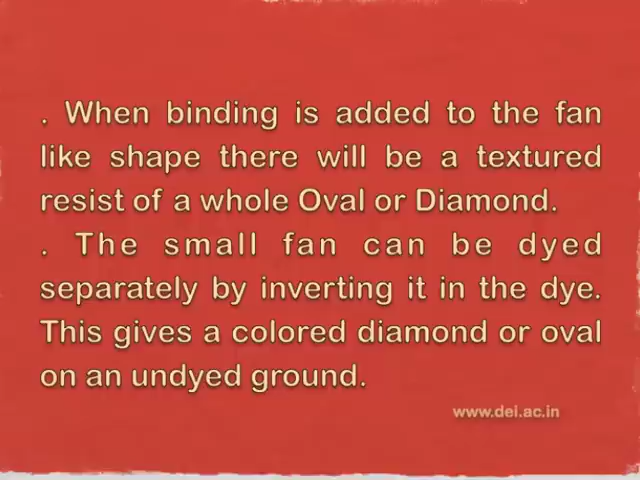 . When binding is added to the fan
like shape there will be a textured
resist of a whole Oval or Diamond.
. The small fan can be dyed
separately by inverting it in the dye.
This gives a colored diamond or oval
on an undyed ground.
www.dei.ac.in